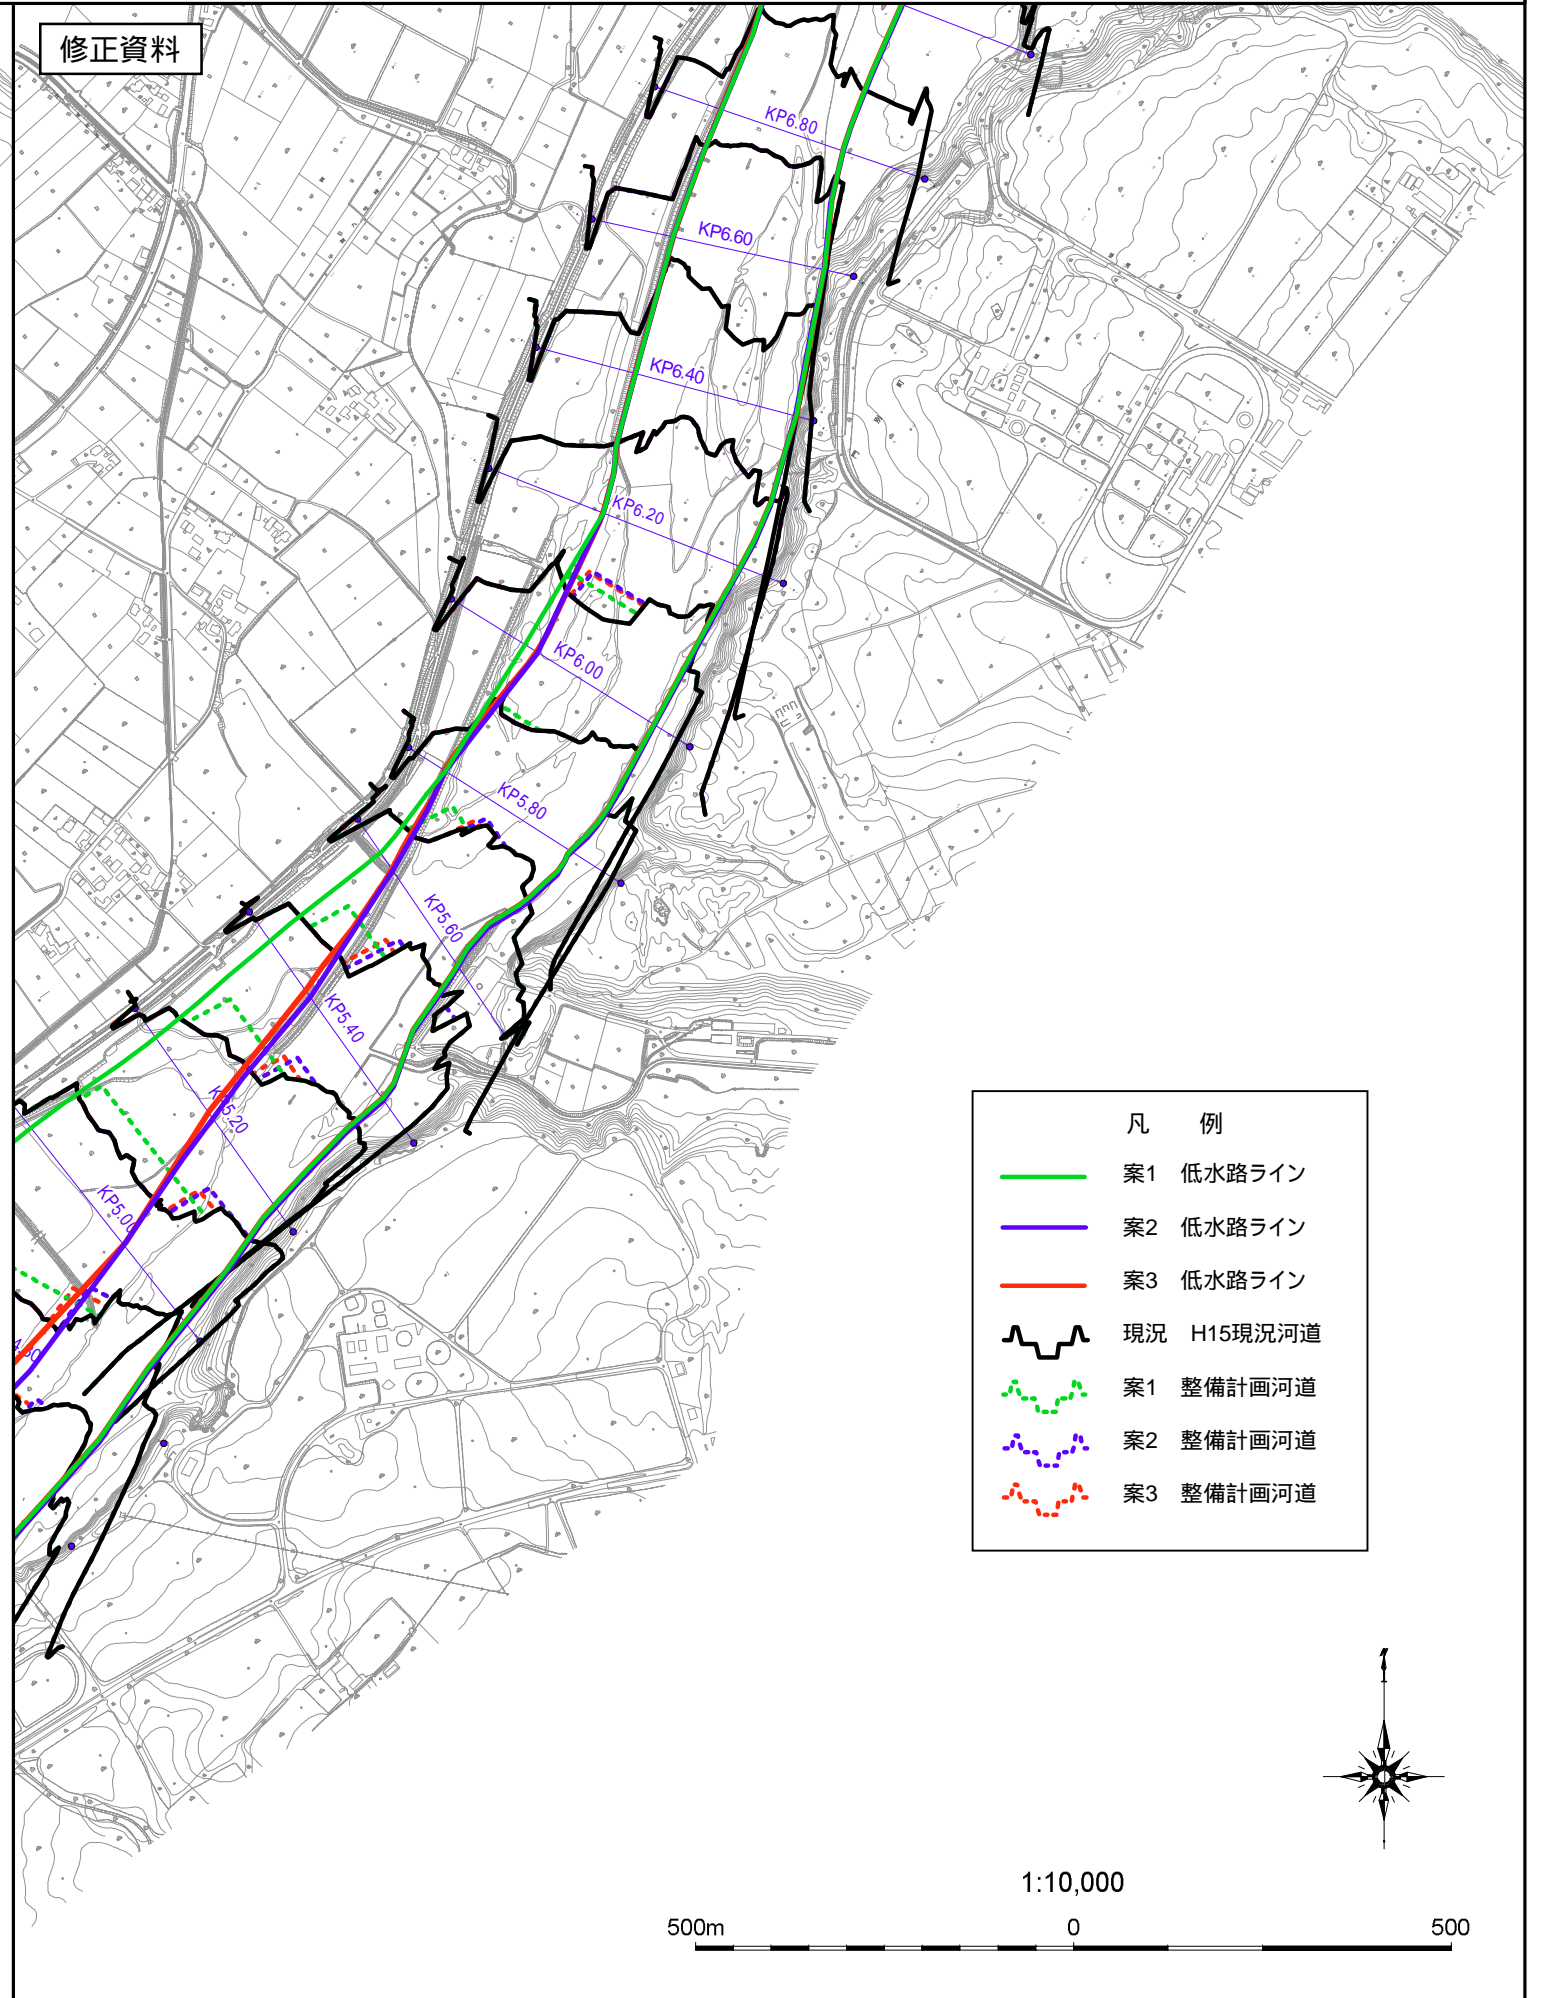 修正資料
KP6.80
KP6.60
KP6.40
KP6.20
KP6.00
KP5.80
KP5.60
KP5.40
KP5.20
KP5.00
凡 例
案1 低水路ライン
案2 低水路ライン
案3 低水路ライン
現況 H15現況河道
案1 整備計画河道
案2 整備計画河道
案3 整備計画河道
1:10,000
500m 0 500